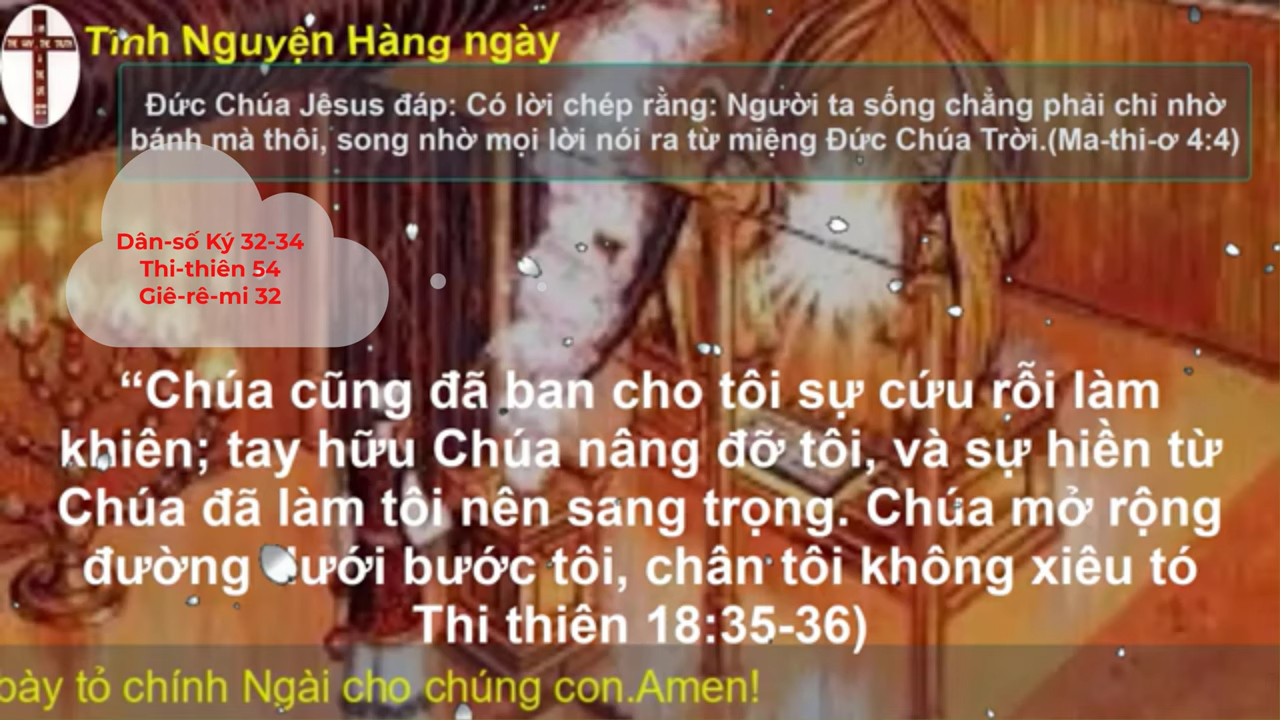 Tinh Nguyện Hàng ngày
Đức Chúa Jêsus đáp: Có lời chép rằng: Người ta sống chẳng phải chỉ nhờ
bánh mà thôi, song nhờ mọi lời nói ra từ miệng Đức Chúa Trời.(Ma-thi-ơ 4:4)
Dân-số Ký 32-34
Thi-thiên 54
Giê-rê-mi 32
“Chúa cũng đã ban cho tôi sự cứu rỗi làm
khiên; tay hữu Chúa nâng đỡ tôi, và sự hiền từ
Chúa đã làm tôi nên sang trọng. Chúa mở rộng
đường dưới bước tôi, chân tôi không xiêu tó
Thi thiên 18:35-36)
bày tỏ chính Ngài cho chúng con.Amen!